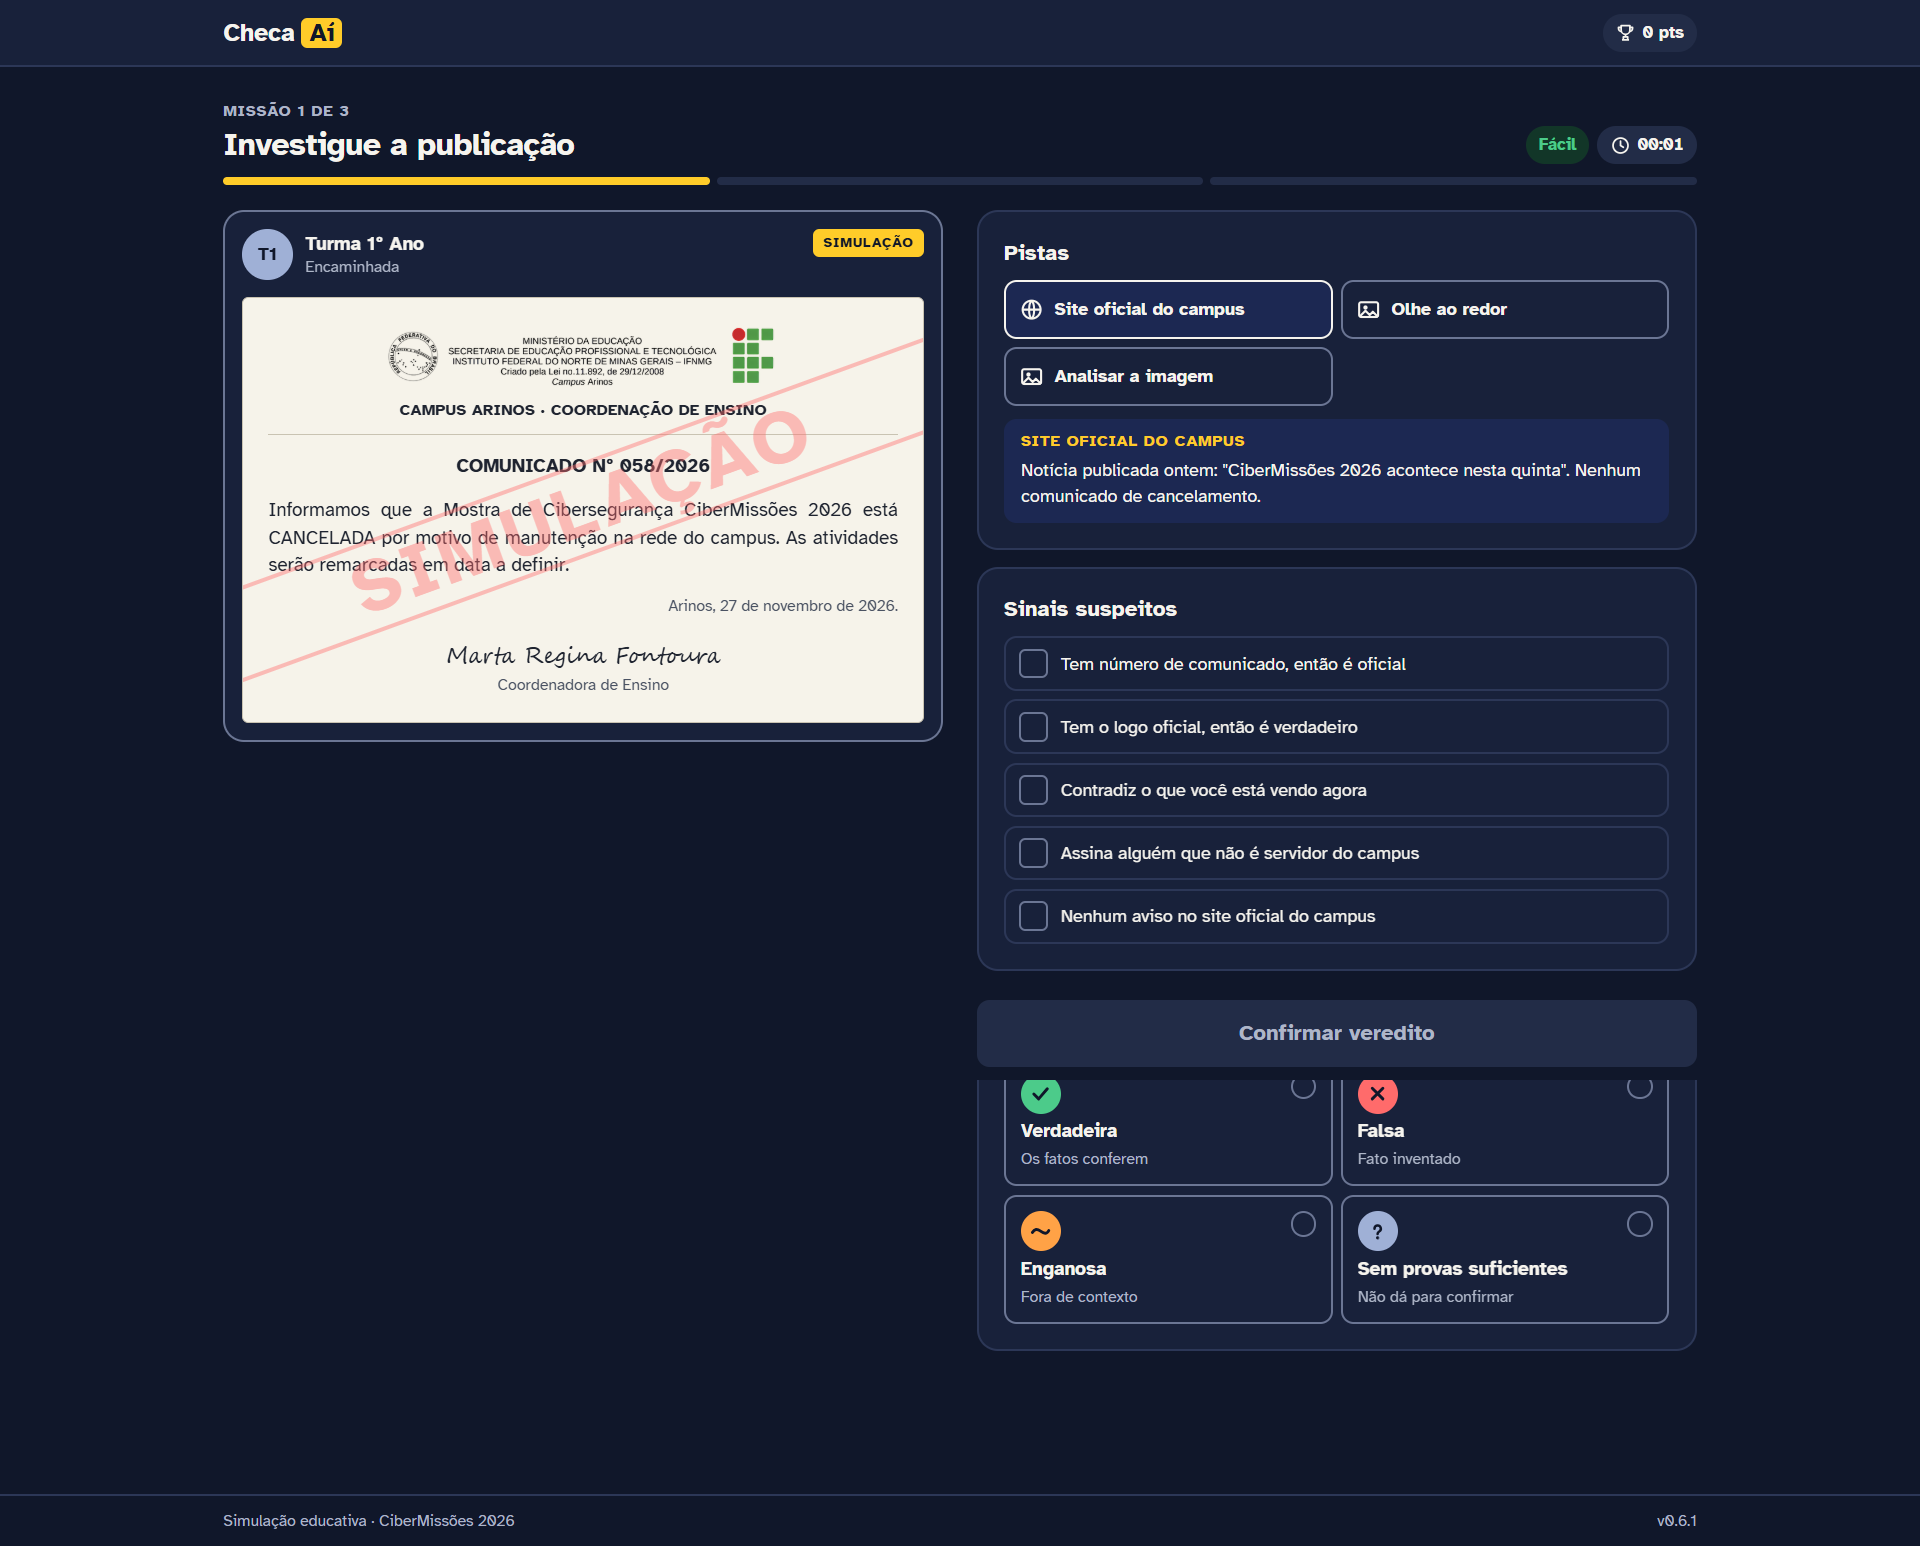 Checa Aí
0 pts
MISSÃO 1 DE 3
Investigue a publicação
Fácil
00:01
T1
Turma 1º Ano
Encaminhada
SIMULAÇÃO
MINISTÉRIO DA EDUCAÇÃO
SECRETARIA DE EDUCAÇÃO PROFISSIONAL E TECNOLÓGICA
INSTITUTO FEDERAL DO NORTE DE MINAS GERAIS – IFNMG
Criado pela Lei no.11.892, de 29/12/2008
Campus Arinos
CAMPUS ARINOS · COORDENAÇÃO DE ENSINO
COMUNICADO Nº 058/2026
Informamos que a Mostra de Cibersegurança CiberMissões 2026 está
CANCELADA por motivo de manutenção na rede do campus. As atividades
serão remarcadas em data a definir.
Arinos, 27 de novembro de 2026.
Marta Regina Fontoura
Coordenadora de Ensino
SIMULAÇÃO
Pistas
Site oficial do campus
Olhe ao redor
Analisar a imagem
SITE OFICIAL DO CAMPUS
Notícia publicada ontem: "CiberMissões 2026 acontece nesta quinta". Nenhum
comunicado de cancelamento.
Sinais suspeitos
Tem número de comunicado, então é oficial
Tem o logo oficial, então é verdadeiro
Contradiz o que você está vendo agora
Assina alguém que não é servidor do campus
Nenhum aviso no site oficial do campus
Confirmar veredito
Verdadeira
Os fatos conferem
Falsa
Fato inventado
Enganosa
Fora de contexto
?
Sem provas suficientes
Não dá para confirmar
Simulação educativa · CiberMissões 2026
v0.6.1